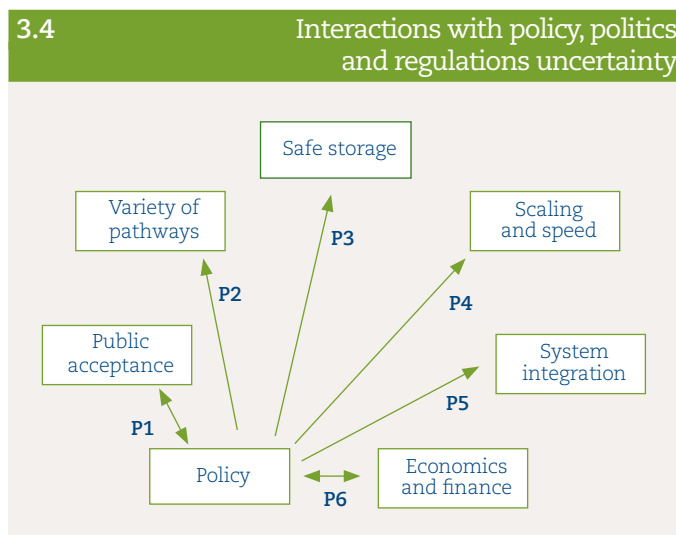 3.4
Interactions with policy, politics
and regulations uncertainty
Safe storage
Variety of
pathways
Scaling
and speed
P3
P2
P4
Public
acceptance
System
integration
P5
P1
Policy
Economics
and finance
P6